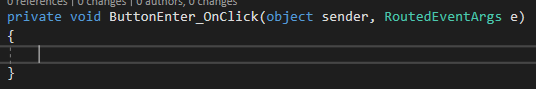 0 references | 0 changes | 0 authors, 0 changes
private void ButtonEnter_OnClick(object sender, RoutedEventArgs e)
{
}